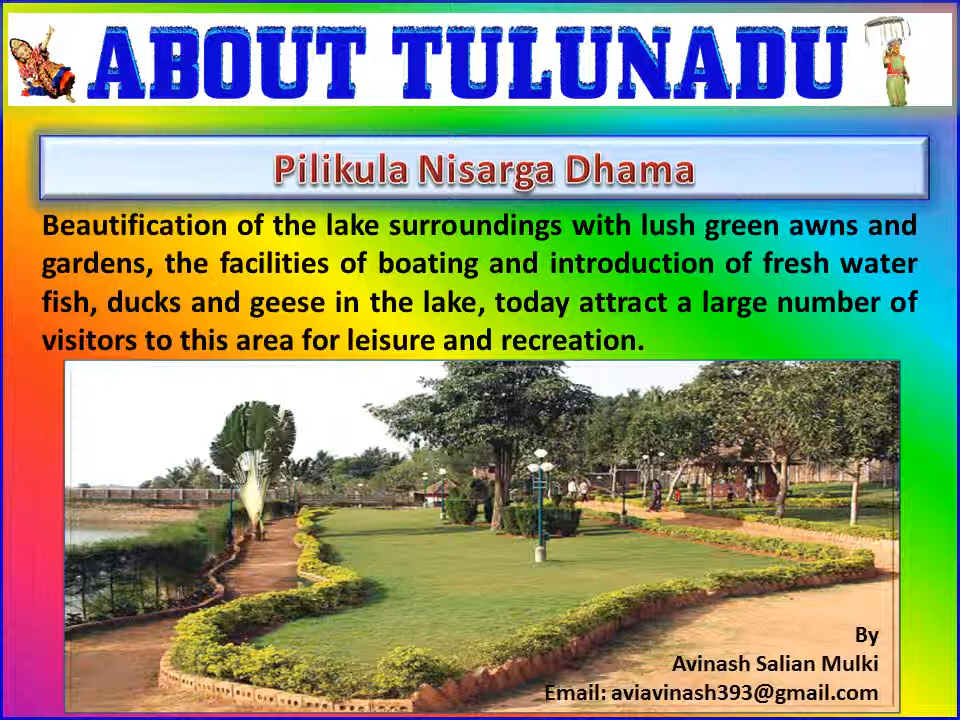 ABOUT TULUNADU
Pilikula Nisarga Dhama
Beautification of the lake surroundings with lush green awns and
gardens, the facilities of boating and introduction of fresh water
fish, ducks and geese in the lake, today attract a large number of
visitors to this area for leisure and recreation.
By
Avinash Salian Mulki
Email: aviavinash393@gmail.com